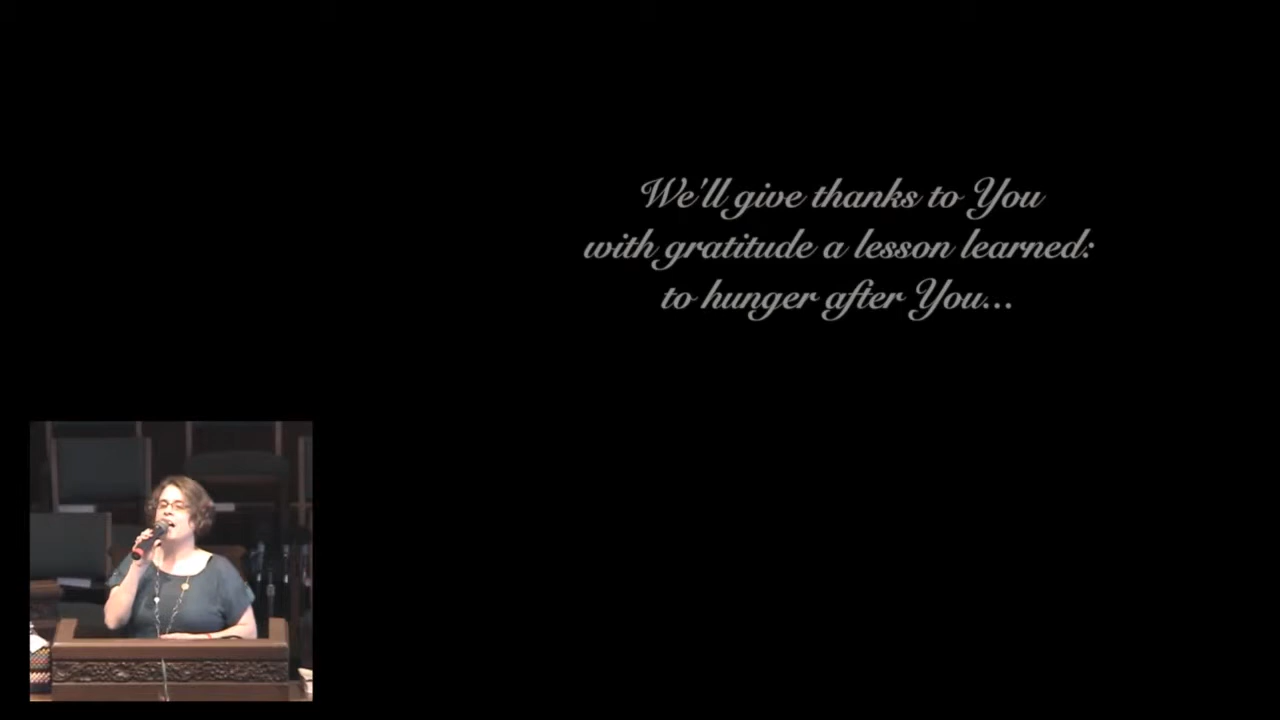 We'll give thanks to You
with gratitude a lesson learned:
to hunger after You...